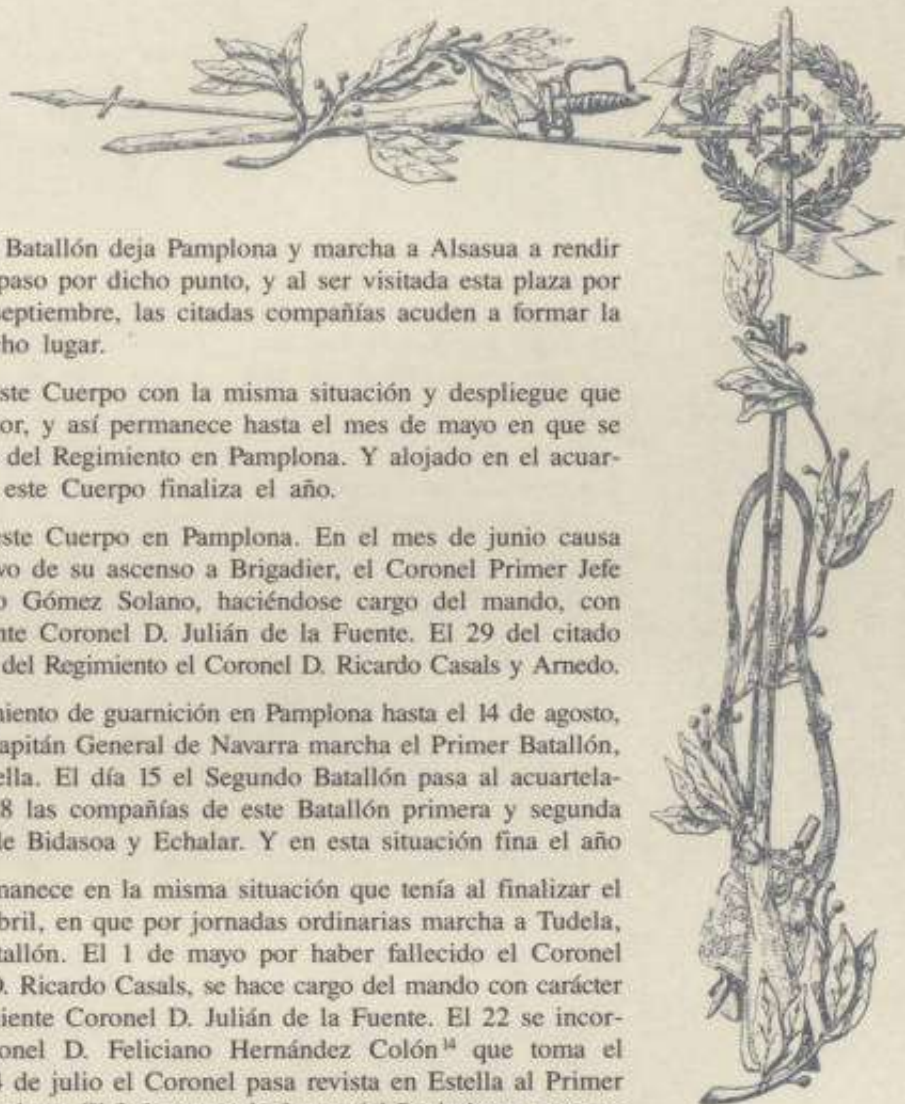 Batallón deja Pamplona y marcha a Alsasua a rendir
paso por dicho punto, y al ser visitada esta plaza por
septiembre, las citadas compañías acuden a formar la
cho lugar.
ste Cuerpo con la misma situación y despliegue que
or, y así permanece hasta el mes de mayo en que se
del Regimiento en Pamplona. Y alojado en el acuar-
este Cuerpo finaliza el año.
este Cuerpo en Pamplona. En el mes de junio causa
vo de su ascenso a Brigadier, el Coronel Primer Jefe
o Gómez Solano, haciéndose cargo del mando, con
nte Coronel D. Julián de la Fuente. El 29 del citado
del Regimiento el Coronel D. Ricardo Casals y Arnedo.
niento de guarnición en Pamplona hasta el 14 de agosto,
apitán General de Navarra marcha el Primer Batallón,
ella. El día 15 el Segundo Batallón pasa al acuartela-
8 las compañías de este Batallón primera y segunda
le Bidasoa y Echalar. Y en esta situación fina el año
manece en la misma situación que tenía al finalizar el
bril, en que por jornadas ordinarias marcha a Tudela,
tallón. El 1 de mayo por haber fallecido el Coronel
D. Ricardo Casals, se hace cargo del mando con carácter
niente Coronel D. Julián de la Fuente. El 22 se incor-
onel D. Feliciano Hernández Colón14 que toma el
4 de julio el Coronel pasa revista en Estella al Primer